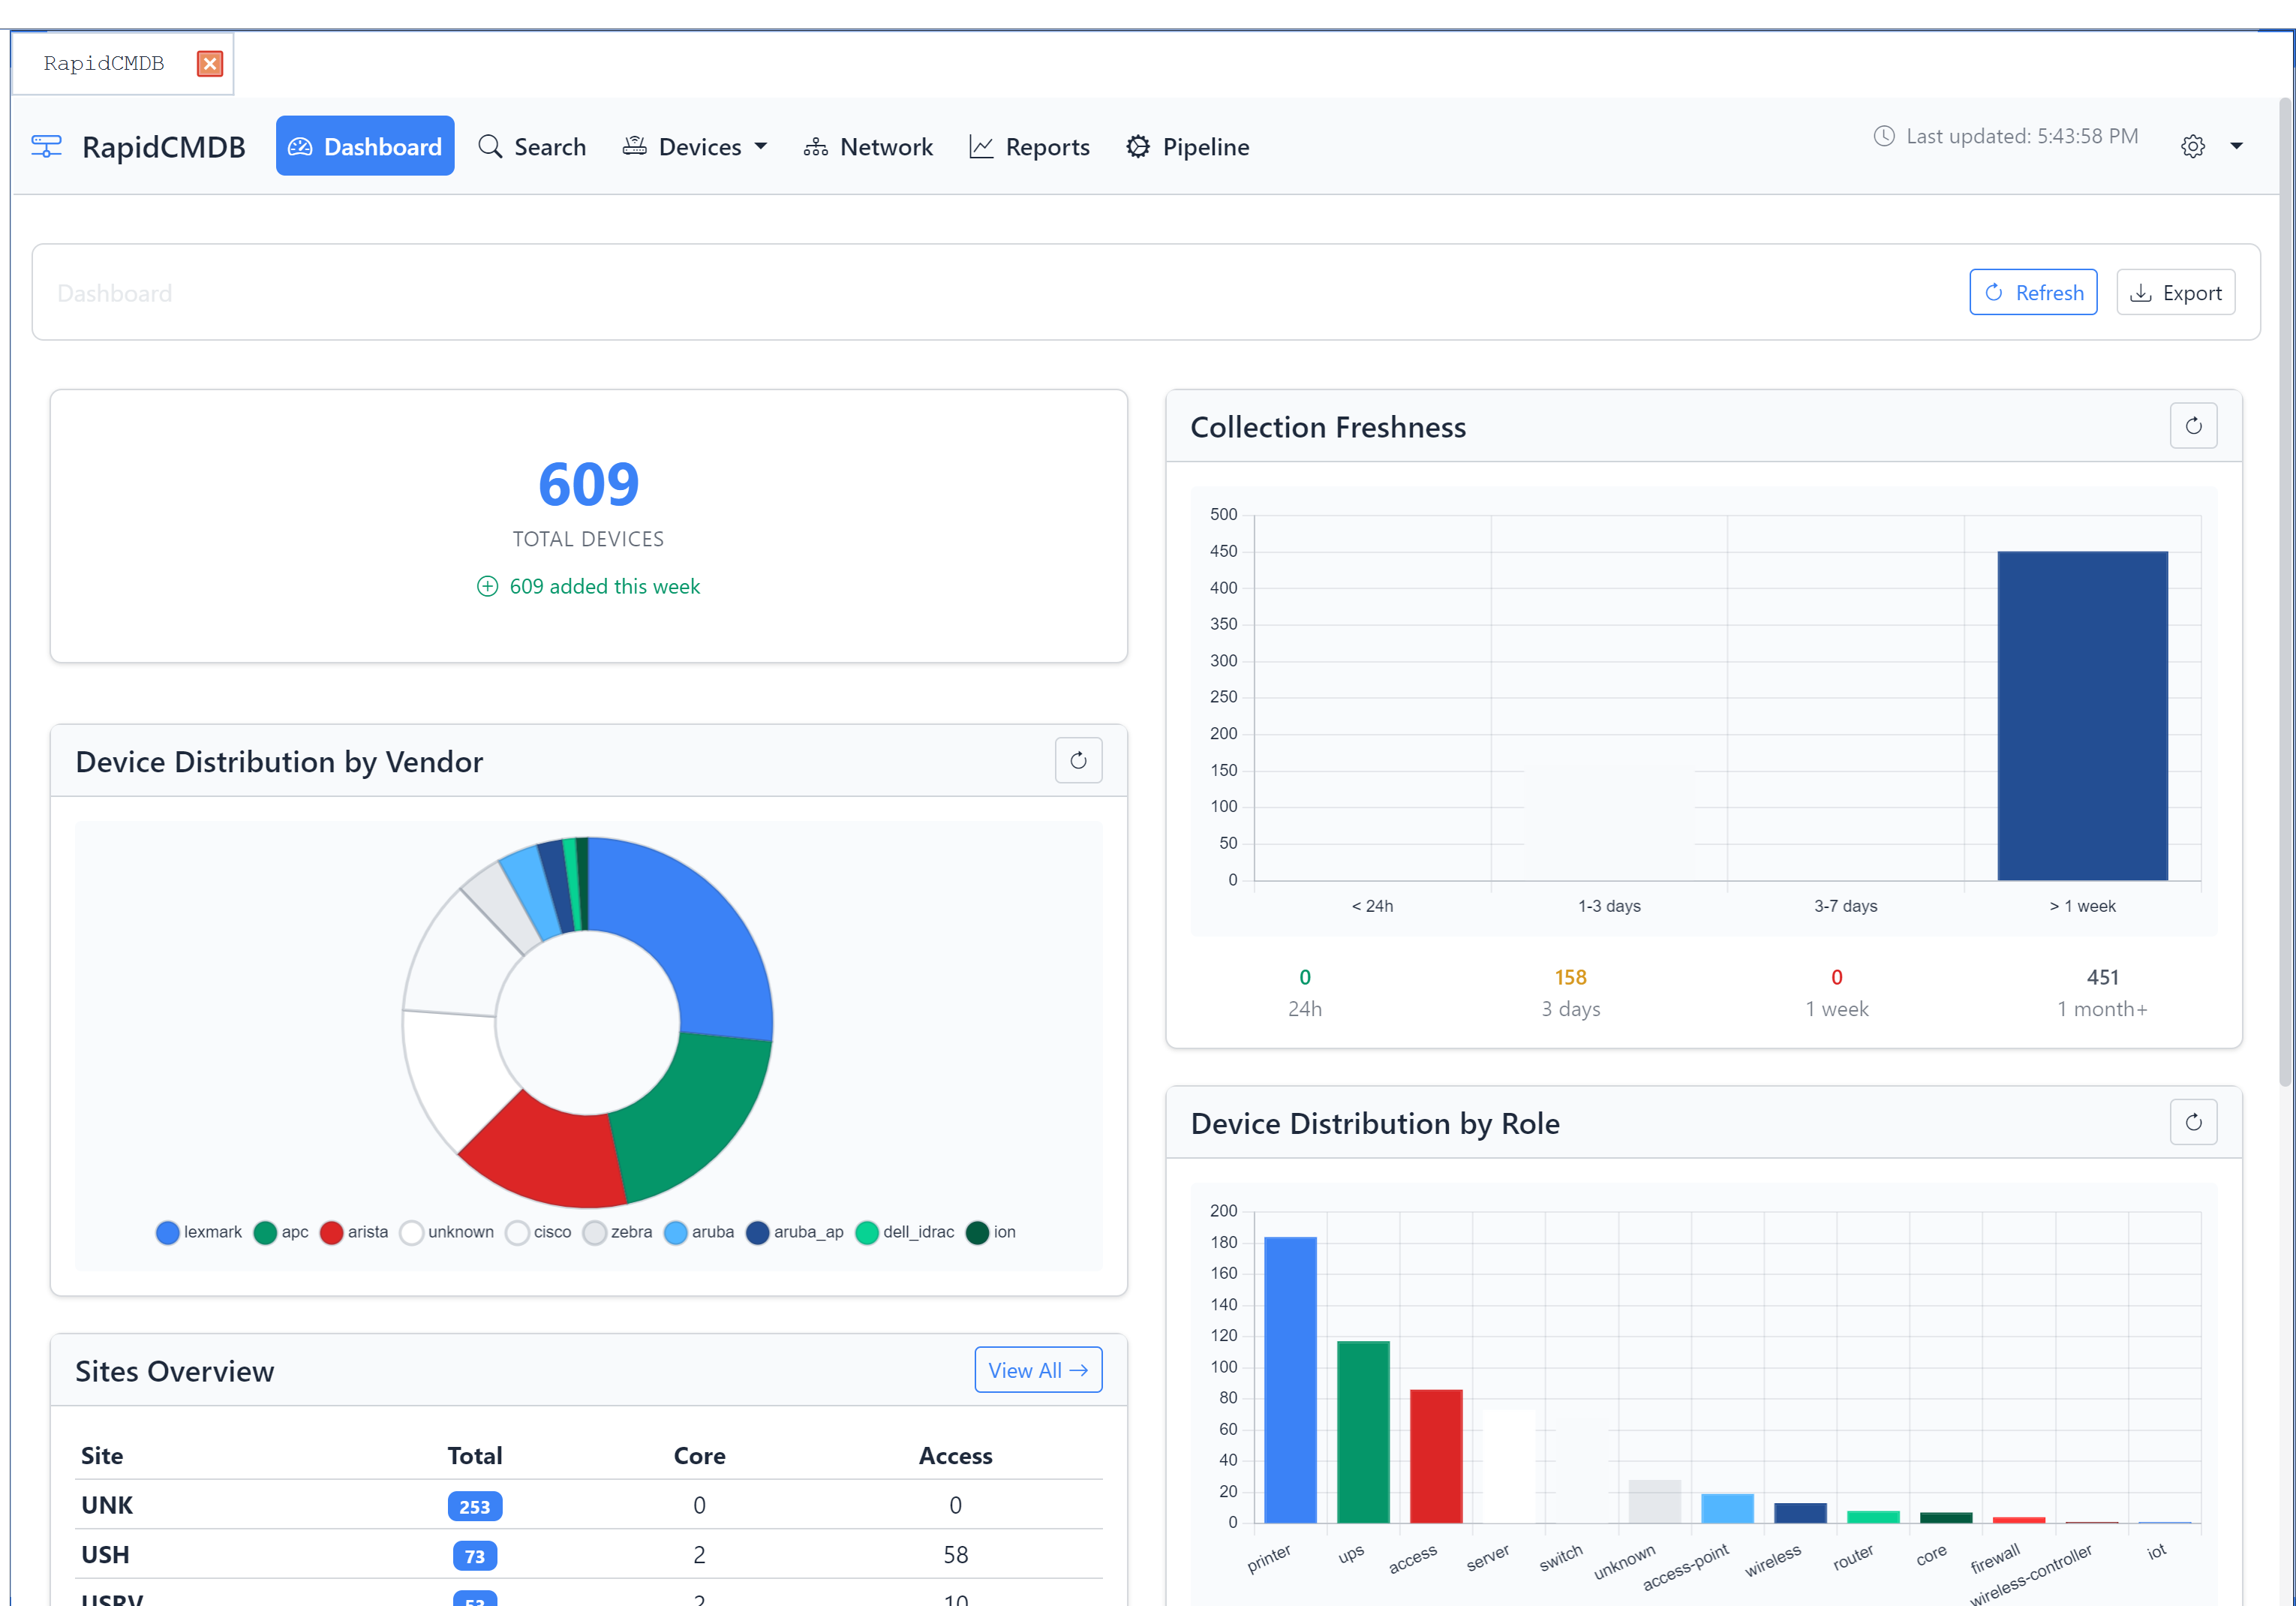 RapidCMDB
RapidCMDB Dashboard Search Devices Network Reports Pipeline Last updated: 5:43:58 PM
Dashboard Refresh Export
609
TOTAL DEVICES
609 added this week
Collection Freshness
500
450
400
350
300
250
200
150
100
50
0
< 24h 1-3 days 3-7 days > 1 week
0 158 0 451
24h 3 days 1 week 1 month+
Device Distribution by Vendor
lexmark apc arista unknown cisco zebra aruba aruba_ap dell_idrac ion
Device Distribution by Role
200
180
160
140
120
100
80
60
40
20
0
printer ups access server switch unknown access-point wireless router core firewall wireless-controller iot
Sites Overview View All
Site Total Core Access
UNK 253 0 0
USH 73 2 58
USRV 53 2 10